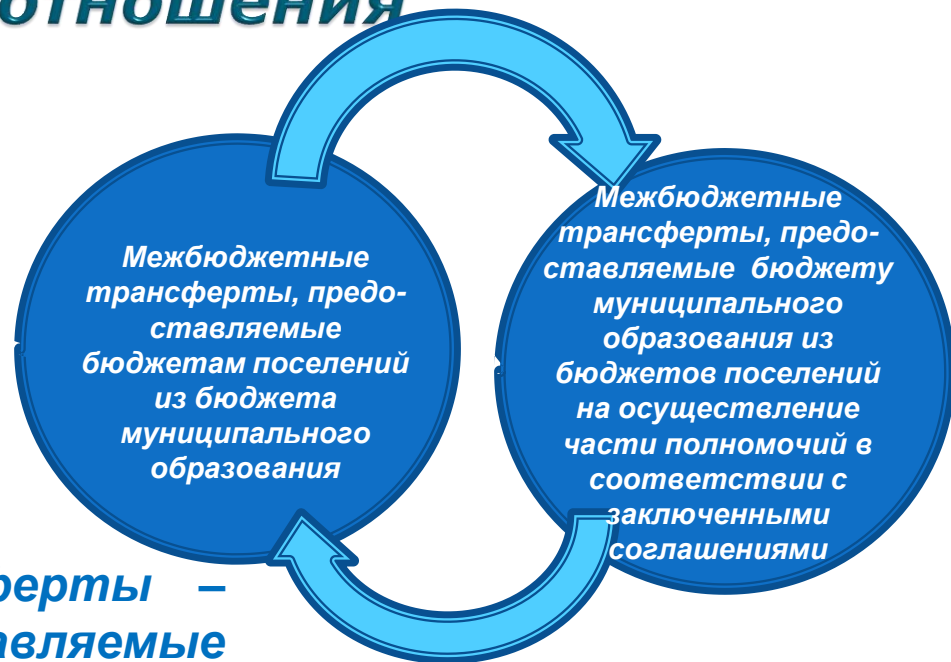 отношения
Межбюджетные
трансферты, предо-
ставляемые
бюджетам поселений
из бюджета
муниципального
образования
Межбюджетные
трансферты, предо-
ставляемые бюджету
муниципального
образования из
бюджетов поселений
на осуществление
части полномочий в
соответствии с
заключенными
соглашениями
ферты –
авляемые